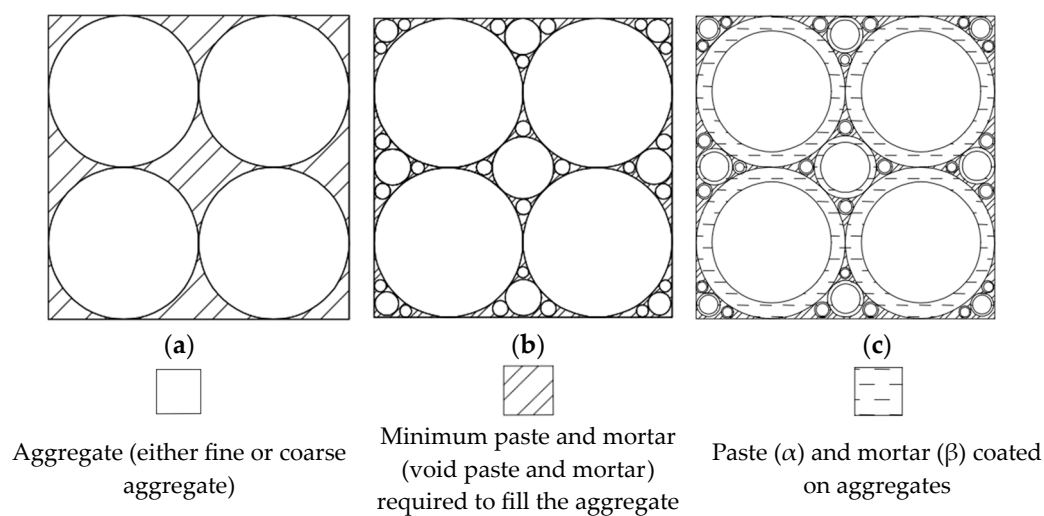 (a)
(b)
(c)
Aggregate (either fine or coarse
aggregate)
Minimum paste and mortar
(void paste and mortar)
required to fill the aggregate
Paste (α) and mortar (β) coated
on aggregates